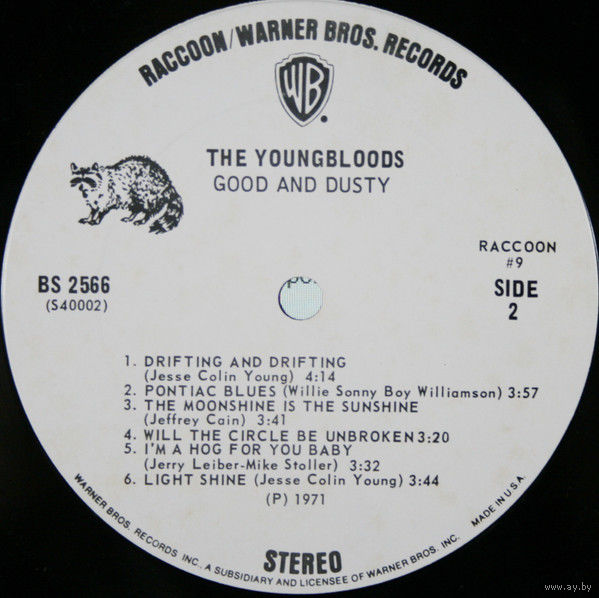 RACCOON/WARNER BROS. RECORDS
WB
THE YOUNGBLOODS
GOOD AND DUSTY
RACCOON
#9
BS 2566
(S40002)
SIDE
2
1. DRIFTING AND DRIFTING
(Jesse Colin Young) 4:14
2. PONTIAC BLUES (Willie Sonny Boy Williamson) 3:57
3. THE MOONSHINE IS THE SUNSHINE
(Jeffrey Cain) 3:41
4. WILL THE CIRCLE BE UNBROKEN 3:20
5. I'M A HOG FOR YOU BABY
(Jerry Leiber-Mike Stoller) 3:32
6. LIGHT SHINE (Jesse Colin Young) 3:44
(P) 1971
STEREO
WARNER BROS. RECORDS INC., A SUBSIDIARY AND LICENSEE OF WARNER BROS. INC. MADE IN U.S.A.
www.ay.by